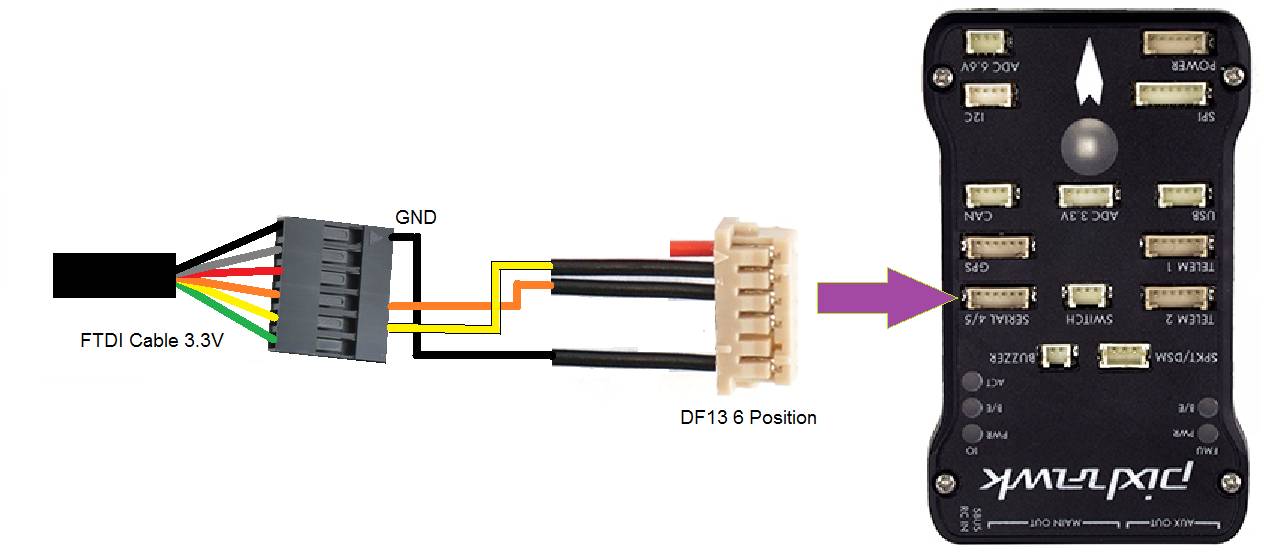 GND
FTDI Cable 3.3V
DF13 6 Position
ADC 6.6V
POWER
I2C
SPI
CAN
ADC 3.3V
USB
GPS
TELEM 1
SERIAL 4/5
SWITCH
TELEM 2
BUZZER
SPKT/DSM
ACT
B/E
B/E
PWR
PWR
IO
FMU
pixhawk
SBUS
RC IN
MAIN OUT
AUX OUT